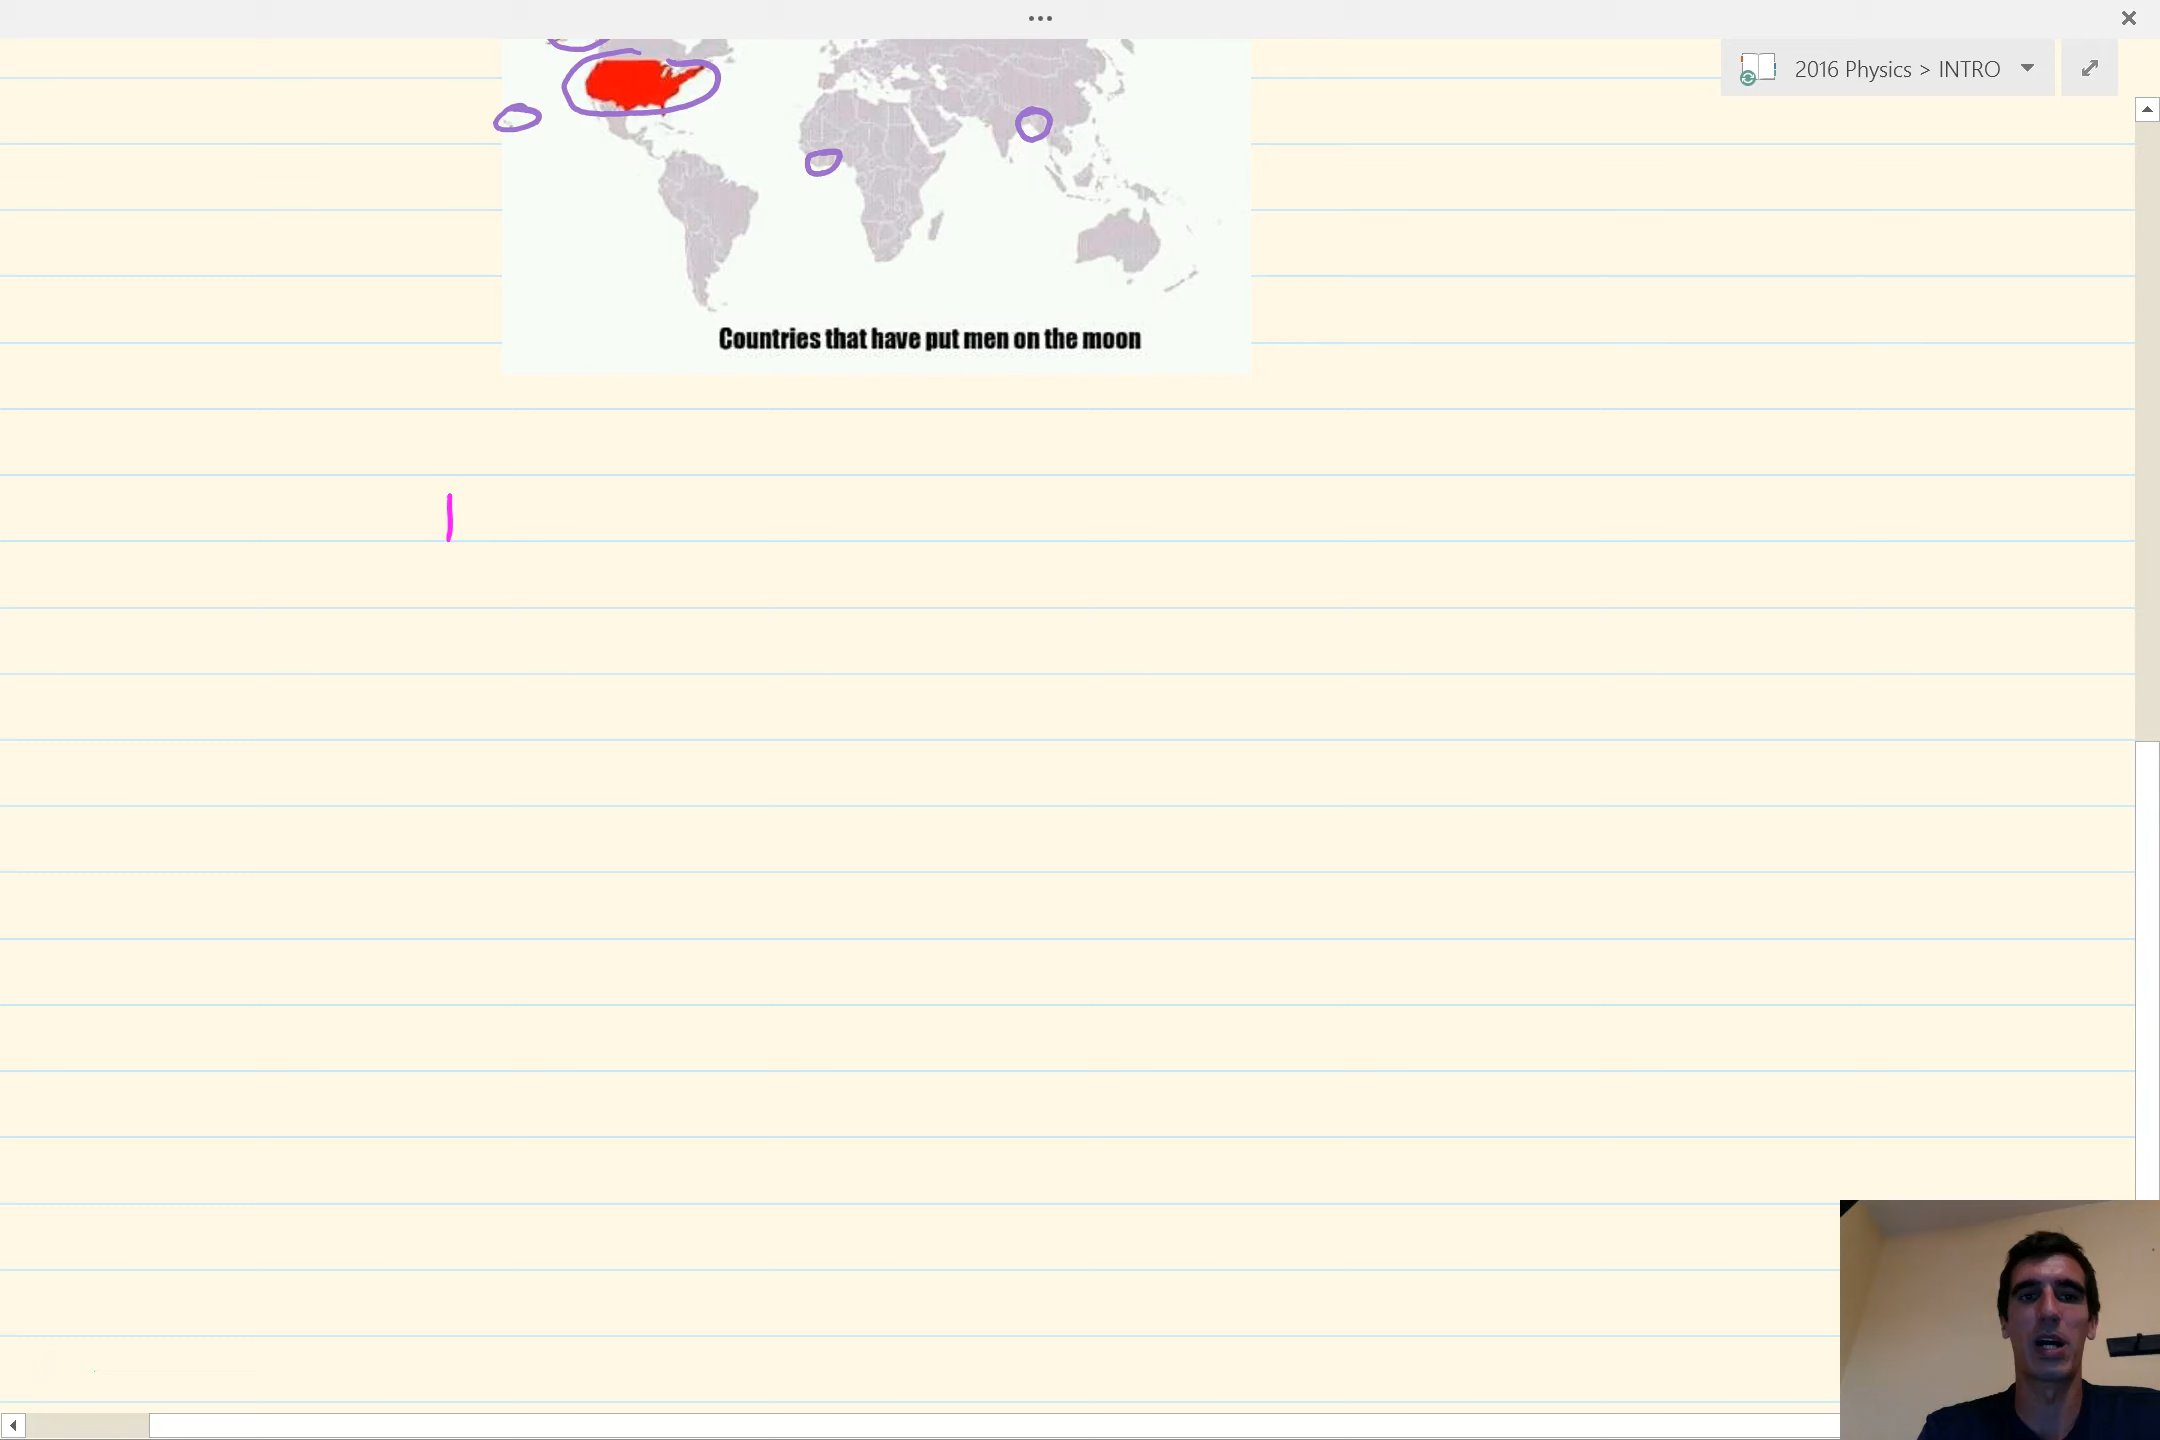 2016 Physics > INTRO
Countries that have put men on the moon